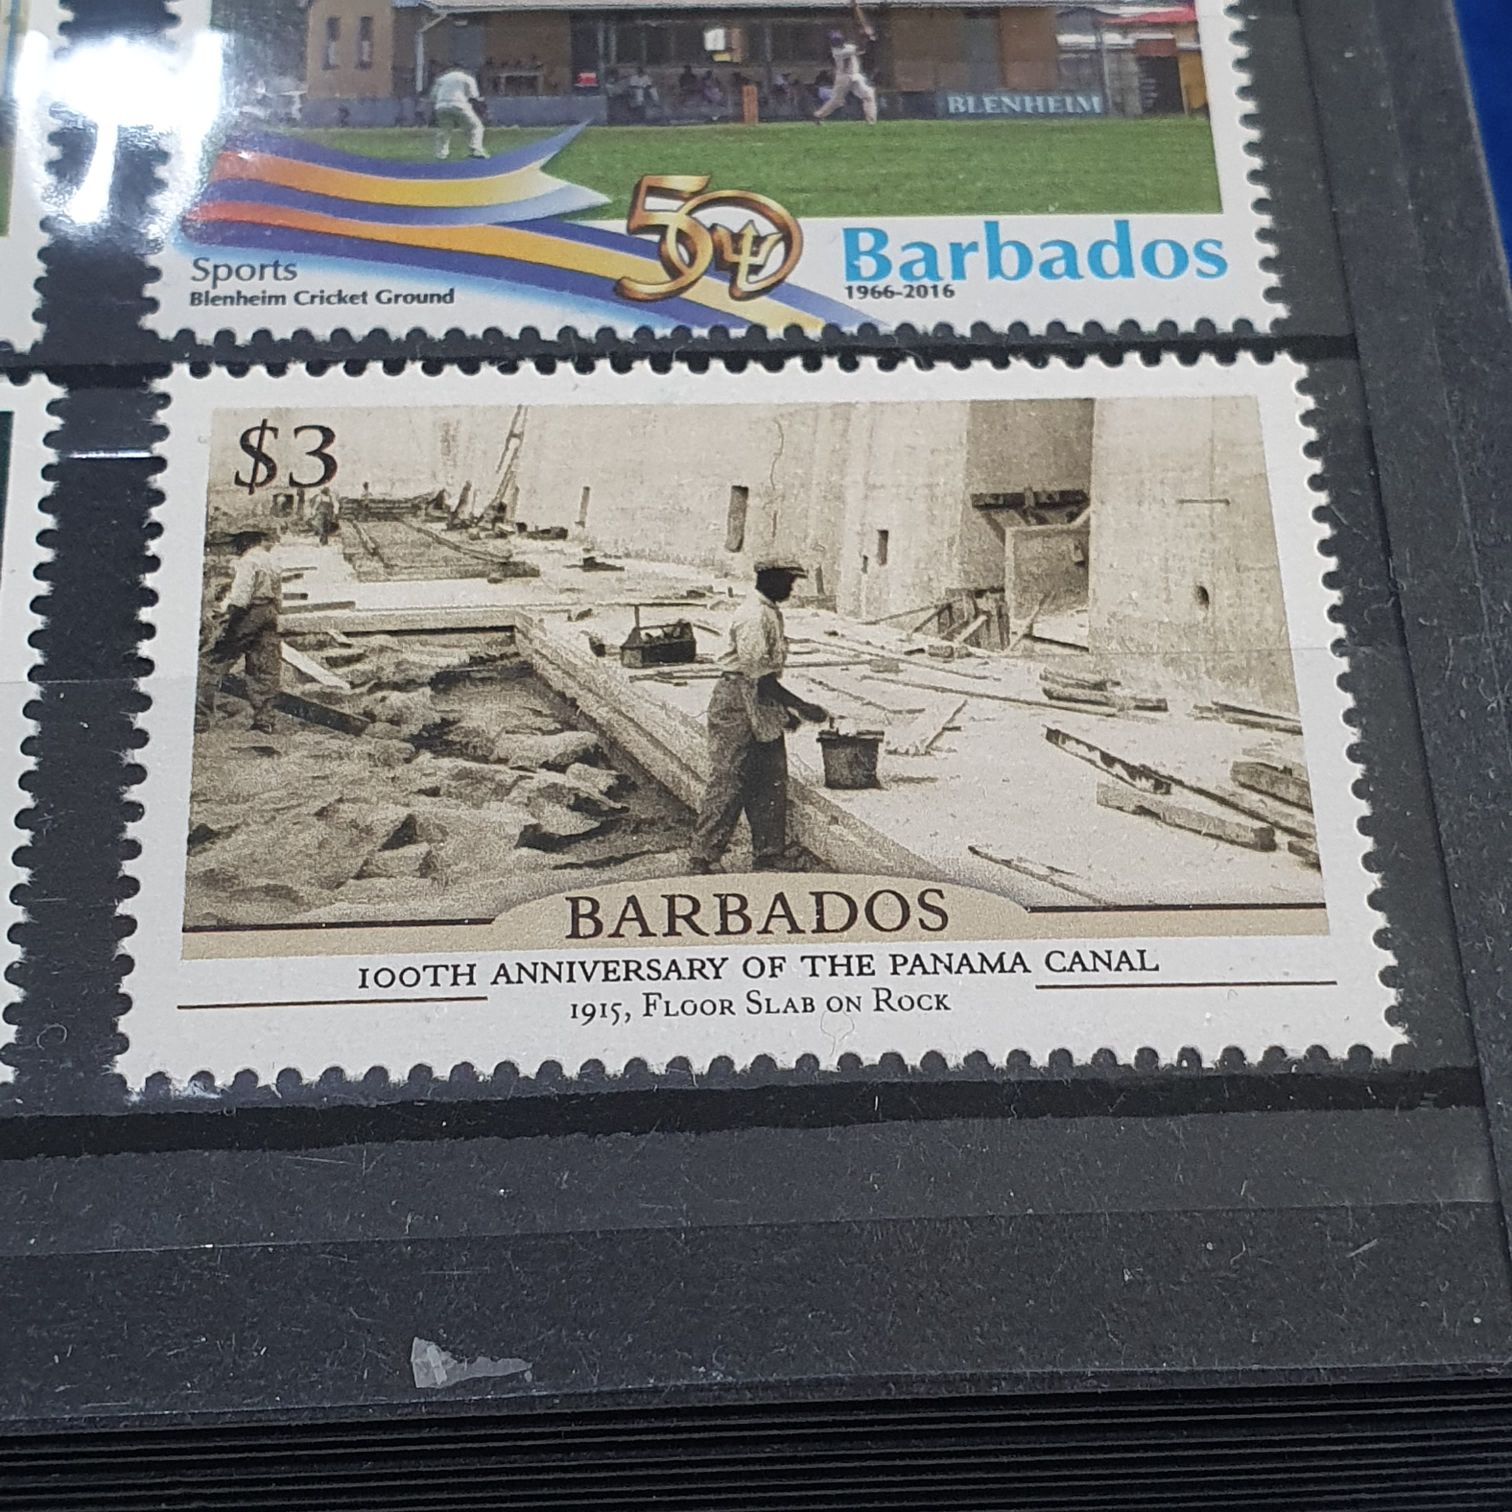 BLENHEIM
50
Sports
Blenheim Cricket Ground
Barbados
1966-2016
$3
BARBADOS
100TH ANNIVERSARY OF THE PANAMA CANAL
1915, FLOOR SLAB ON ROCK